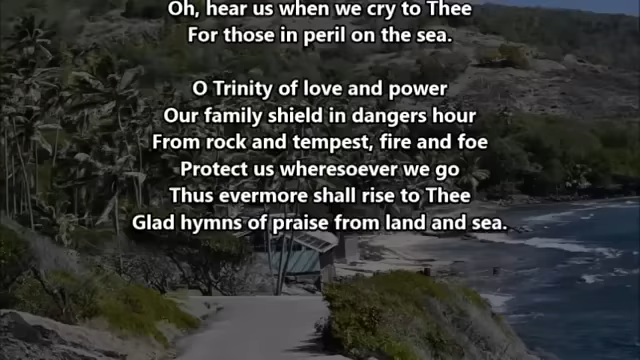 Oh, hear us when we cry to Thee
For those in peril on the sea.
O Trinity of love and power
Our family shield in dangers hour
From rock and tempest, fire and foe
Protect us wheresoever we go
Thus evermore shall rise to Thee
Glad hymns of praise from land and sea.